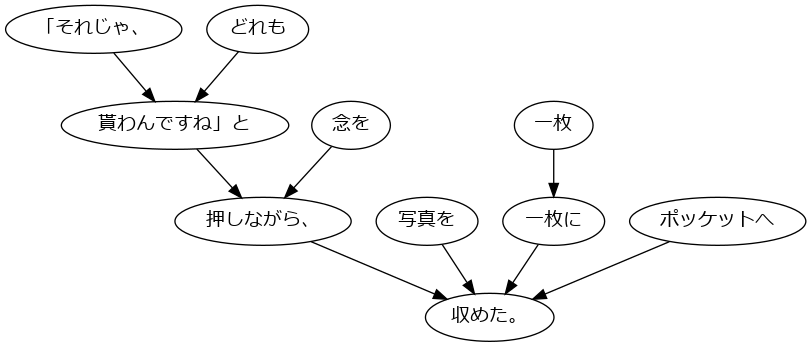 「それじゃ、
どれも
貰わんですね」と
念を
一枚
押しながら、
写真を
一枚に
ポッケットへ
収めた。